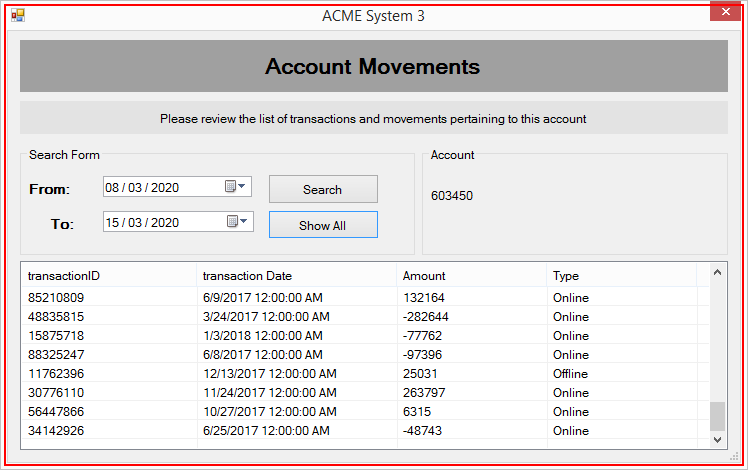 ACME System 3
Account Movements
Please review the list of transactions and movements pertaining to this account
Search Form
From: 08 / 03 / 2020 Search
To: 15 / 03 / 2020 Show All
Account
603450
transactionID transaction Date Amount Type
85210809 6/9/2017 12:00:00 AM 132164 Online
48835815 3/24/2017 12:00:00 AM -282644 Online
15875718 1/3/2018 12:00:00 AM -77762 Online
88325247 6/8/2017 12:00:00 AM -97396 Online
11762396 12/13/2017 12:00:00 AM 25031 Offline
30776110 11/24/2017 12:00:00 AM 263797 Online
56447866 10/27/2017 12:00:00 AM 6315 Online
34142926 6/25/2017 12:00:00 AM -48743 Online